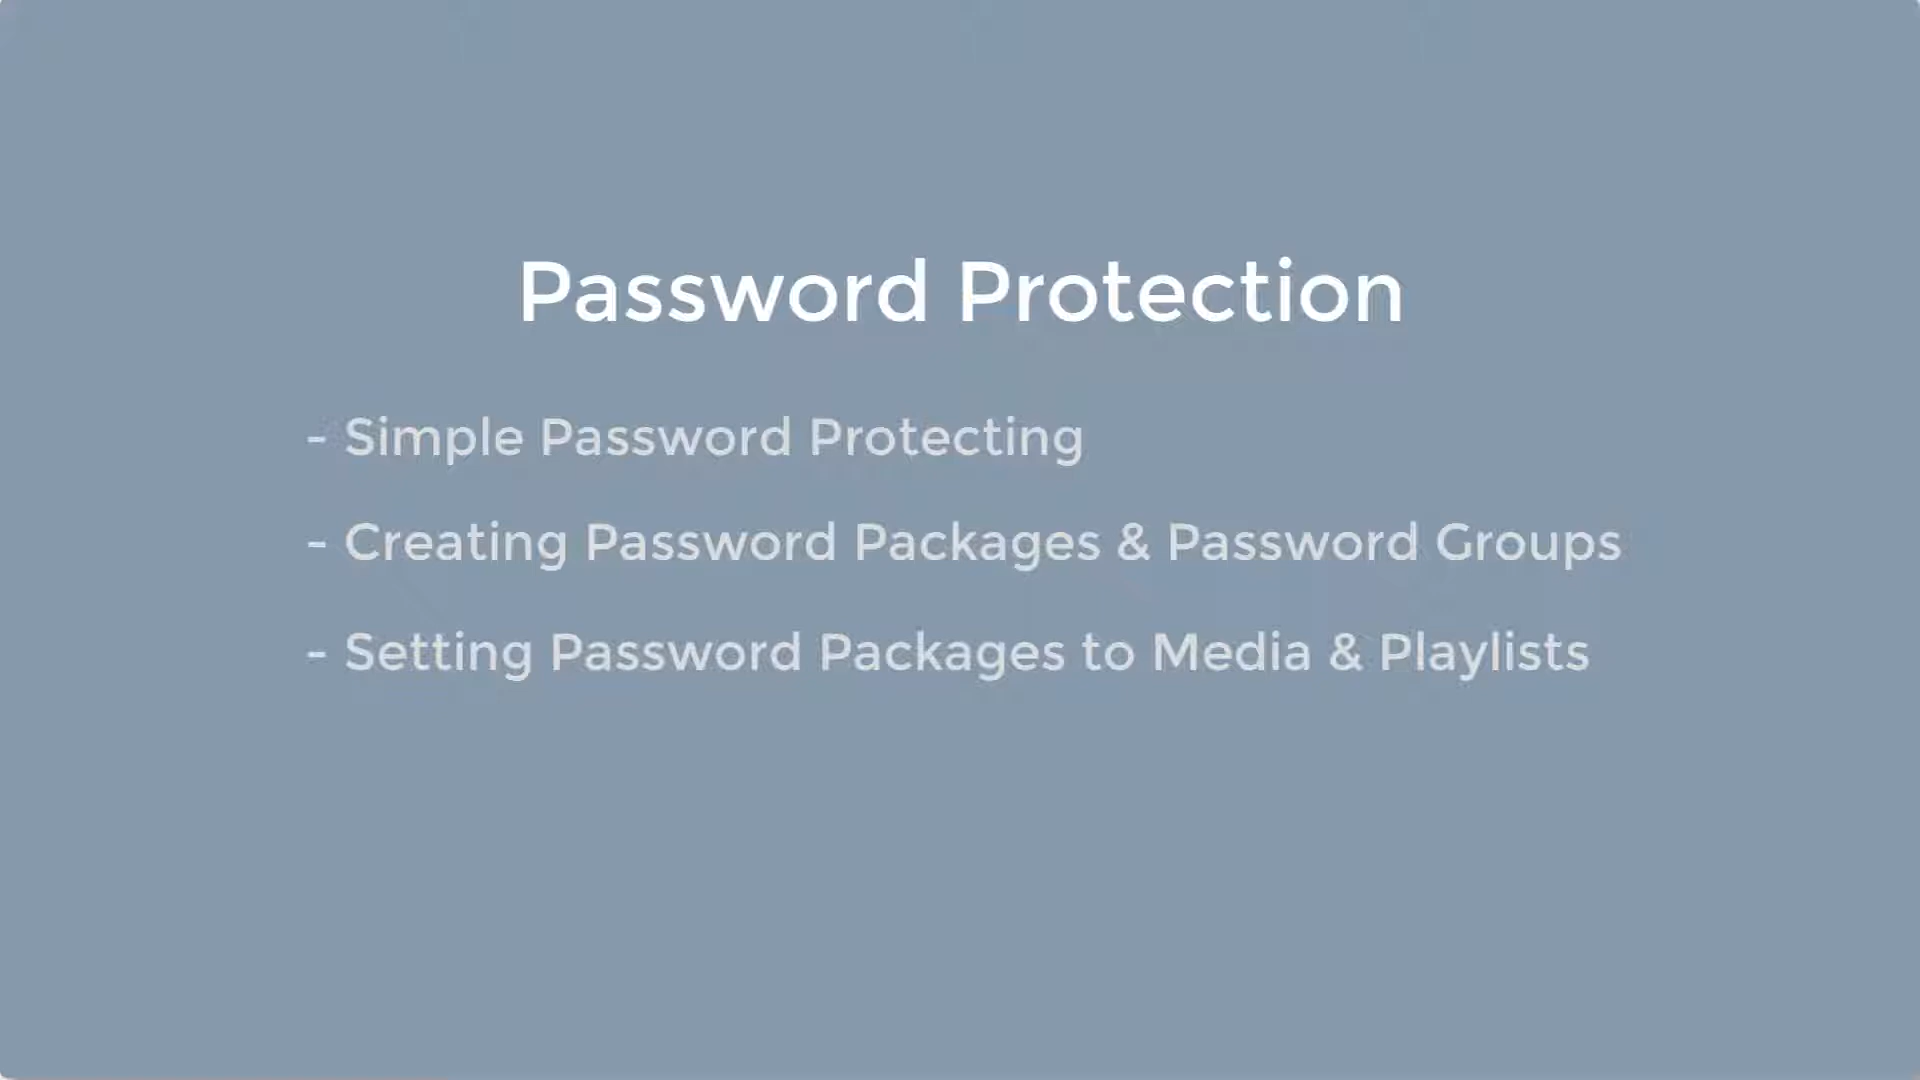 Password Protection
- Simple Password Protecting
- Creating Password Packages & Password Groups
- Setting Password Packages to Media & Playlists